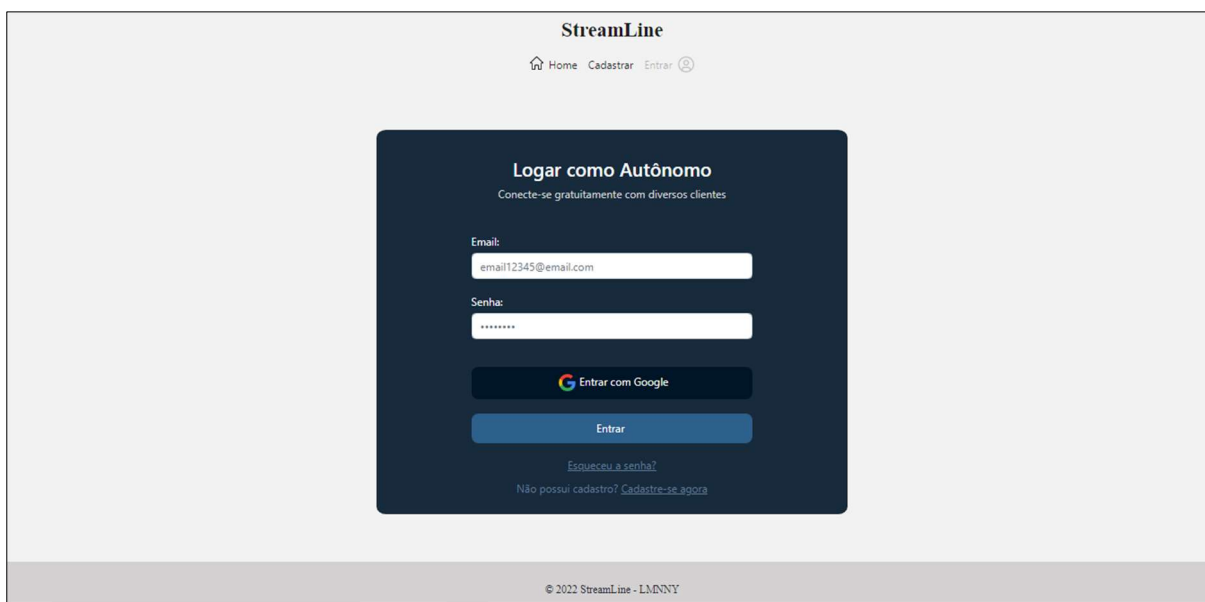 StreamLine
Home Cadastrar Entrar
Logar como Autônomo
Conecte-se gratuitamente com diversos clientes
Email:
email12345@email.com
Senha:
••••••••
Entrar com Google
Entrar
Esqueceu a senha?
Não possui cadastro? Cadastre-se agora
© 2022 StreamLine - LMNNY